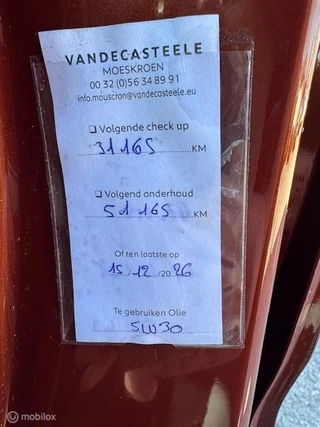 VANDECASTEELE
MOESKROEN
00 32 (0)56 34 89 91
info.mouscron@vandecasteele.eu
❑ Volgende check up
31165 KM
❑ Volgend onderhoud
51165 KM
Of ten laatste op
15/12/2026
Te gebruiken Olie
5W30
© mobilox